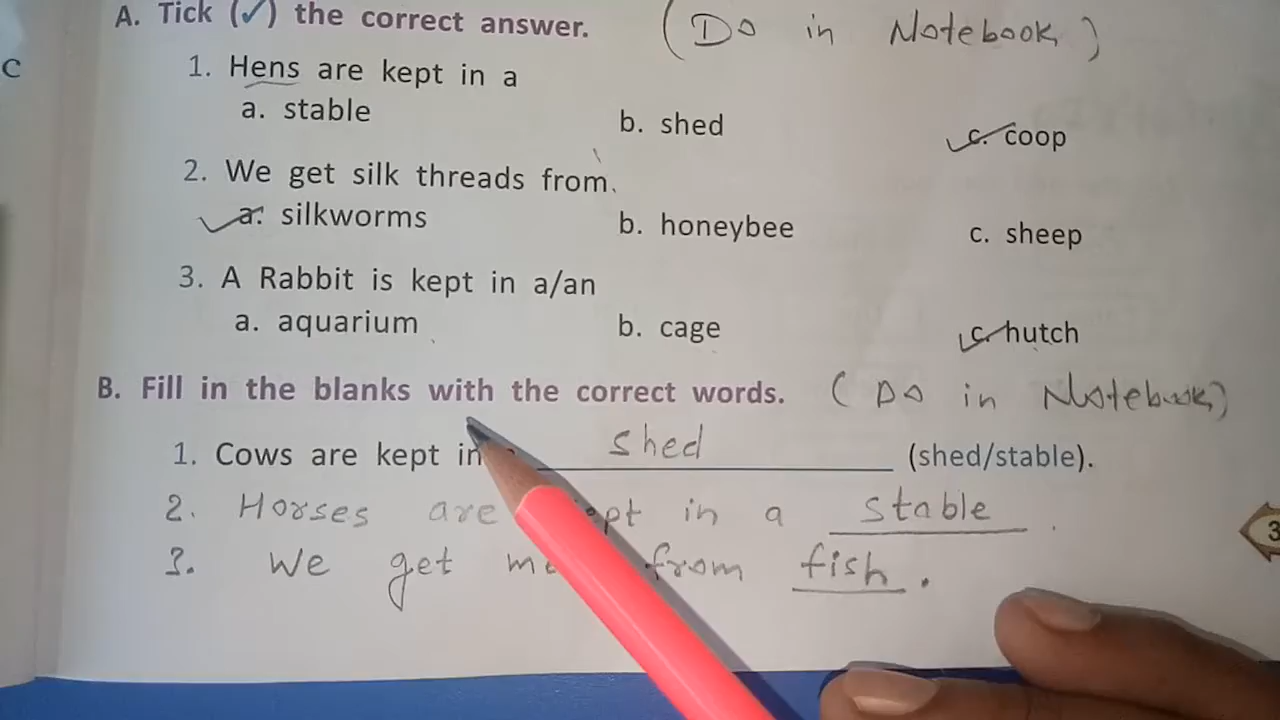 A. Tick (✓) the correct answer. (Do in Notebook)
c
1. Hens are kept in a
a. stable b. shed c. coop
2. We get silk threads from
a. silkworms b. honeybee c. sheep
3. A Rabbit is kept in a/an
a. aquarium b. cage c. hutch
B. Fill in the blanks with the correct words. (Do in Notebook)
1. Cows are kept in shed (shed/stable).
2. Horses are in a stable.
3. We get from fish.
3